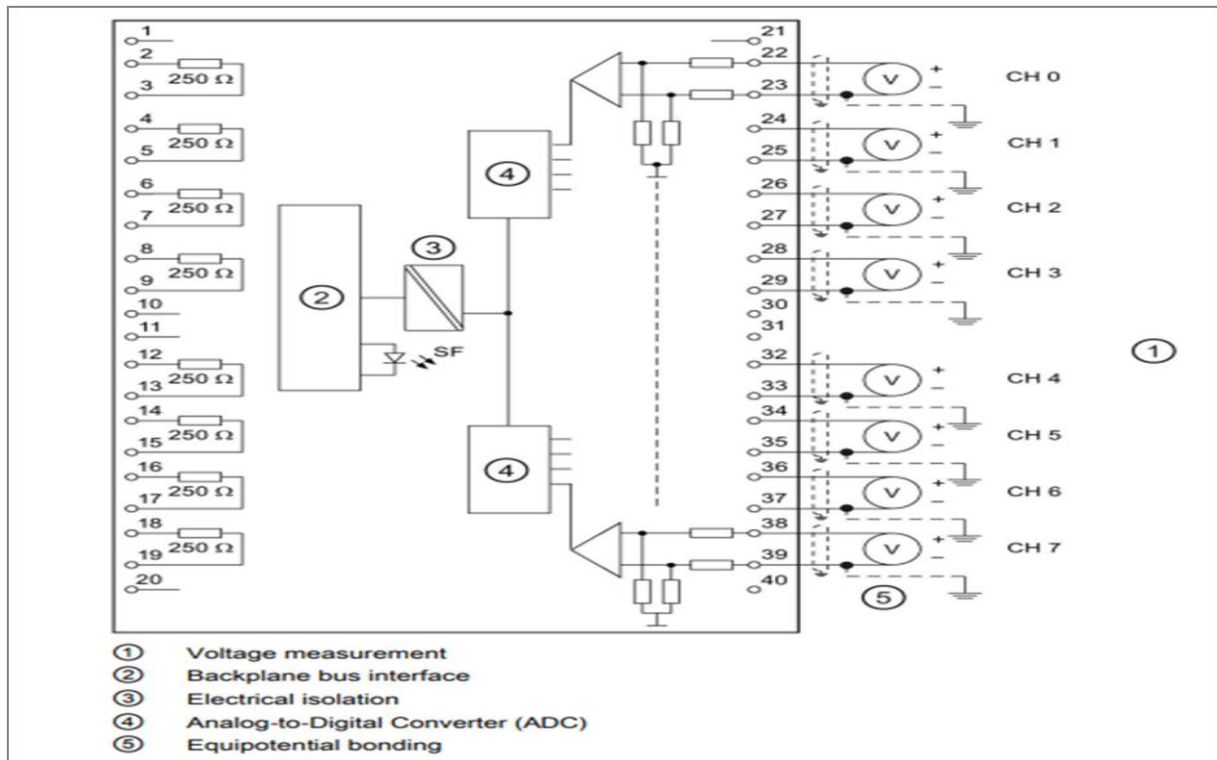 1
2
250 Ω
3
4
250 Ω
5
6
250 Ω
7
8
250 Ω
9
10
11
12
250 Ω
13
14
250 Ω
15
16
250 Ω
17
18
250 Ω
19
20
②
③
SF
④
④
21
22
23
24
25
26
27
28
29
30
31
32
33
34
35
36
37
38
39
40
V + − CH 0
V + − CH 1
V + − CH 2
V + − CH 3
①
V + − CH 4
V + − CH 5
V + − CH 6
V + − CH 7
⑤
① Voltage measurement
② Backplane bus interface
③ Electrical isolation
④ Analog-to-Digital Converter (ADC)
⑤ Equipotential bonding